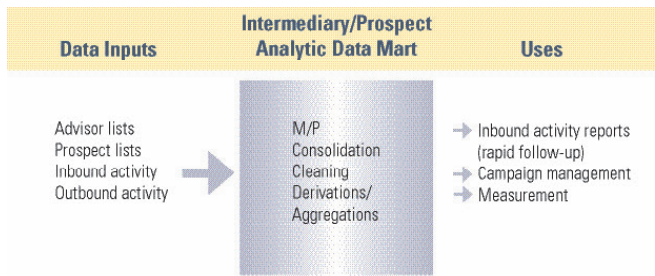 Data Inputs
Intermediary/Prospect
Analytic Data Mart
Uses
Advisor lists
Prospect lists
Inbound activity
Outbound activity
M/P
Consolidation
Cleaning
Derivations/
Aggregations
Inbound activity reports
(rapid follow-up)
Campaign management
Measurement